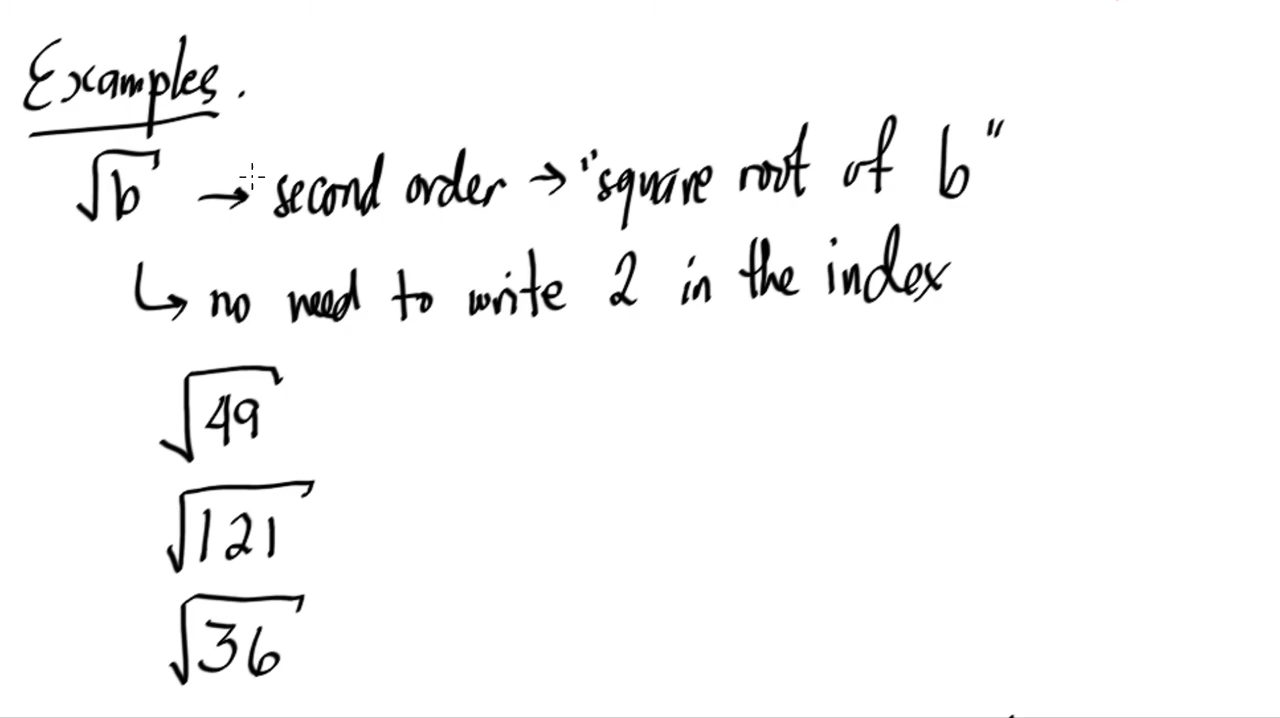 Examples.
√b → second order → "square root of b"
↳ no need to write 2 in the index
√49
√121
√36